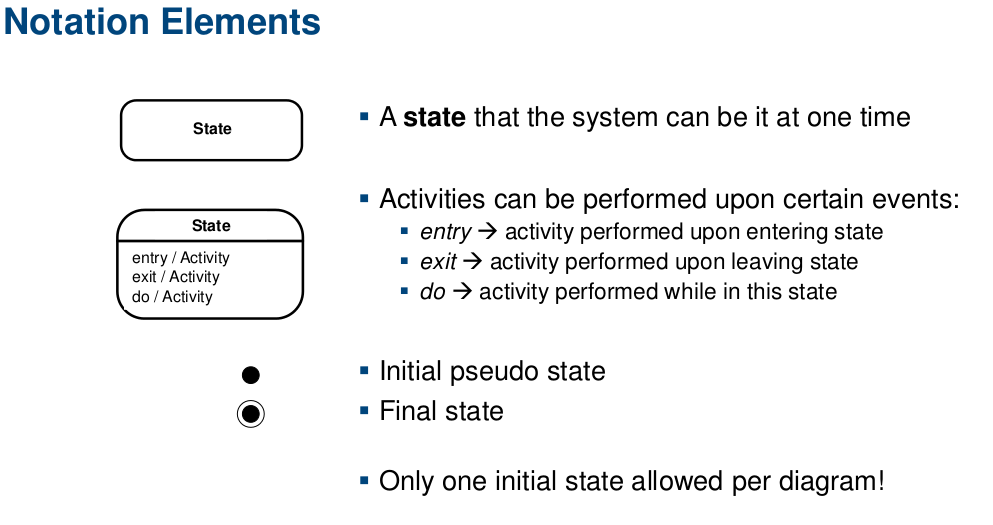 Notation Elements
State
▪ A state that the system can be it at one time
▪ Activities can be performed upon certain events:
State
▪ entry → activity performed upon entering state
entry / Activity
▪ exit → activity performed upon leaving state
exit / Activity
▪ do → activity performed while in this state
do / Activity
▪ Initial pseudo state
▪ Final state
▪ Only one initial state allowed per diagram!